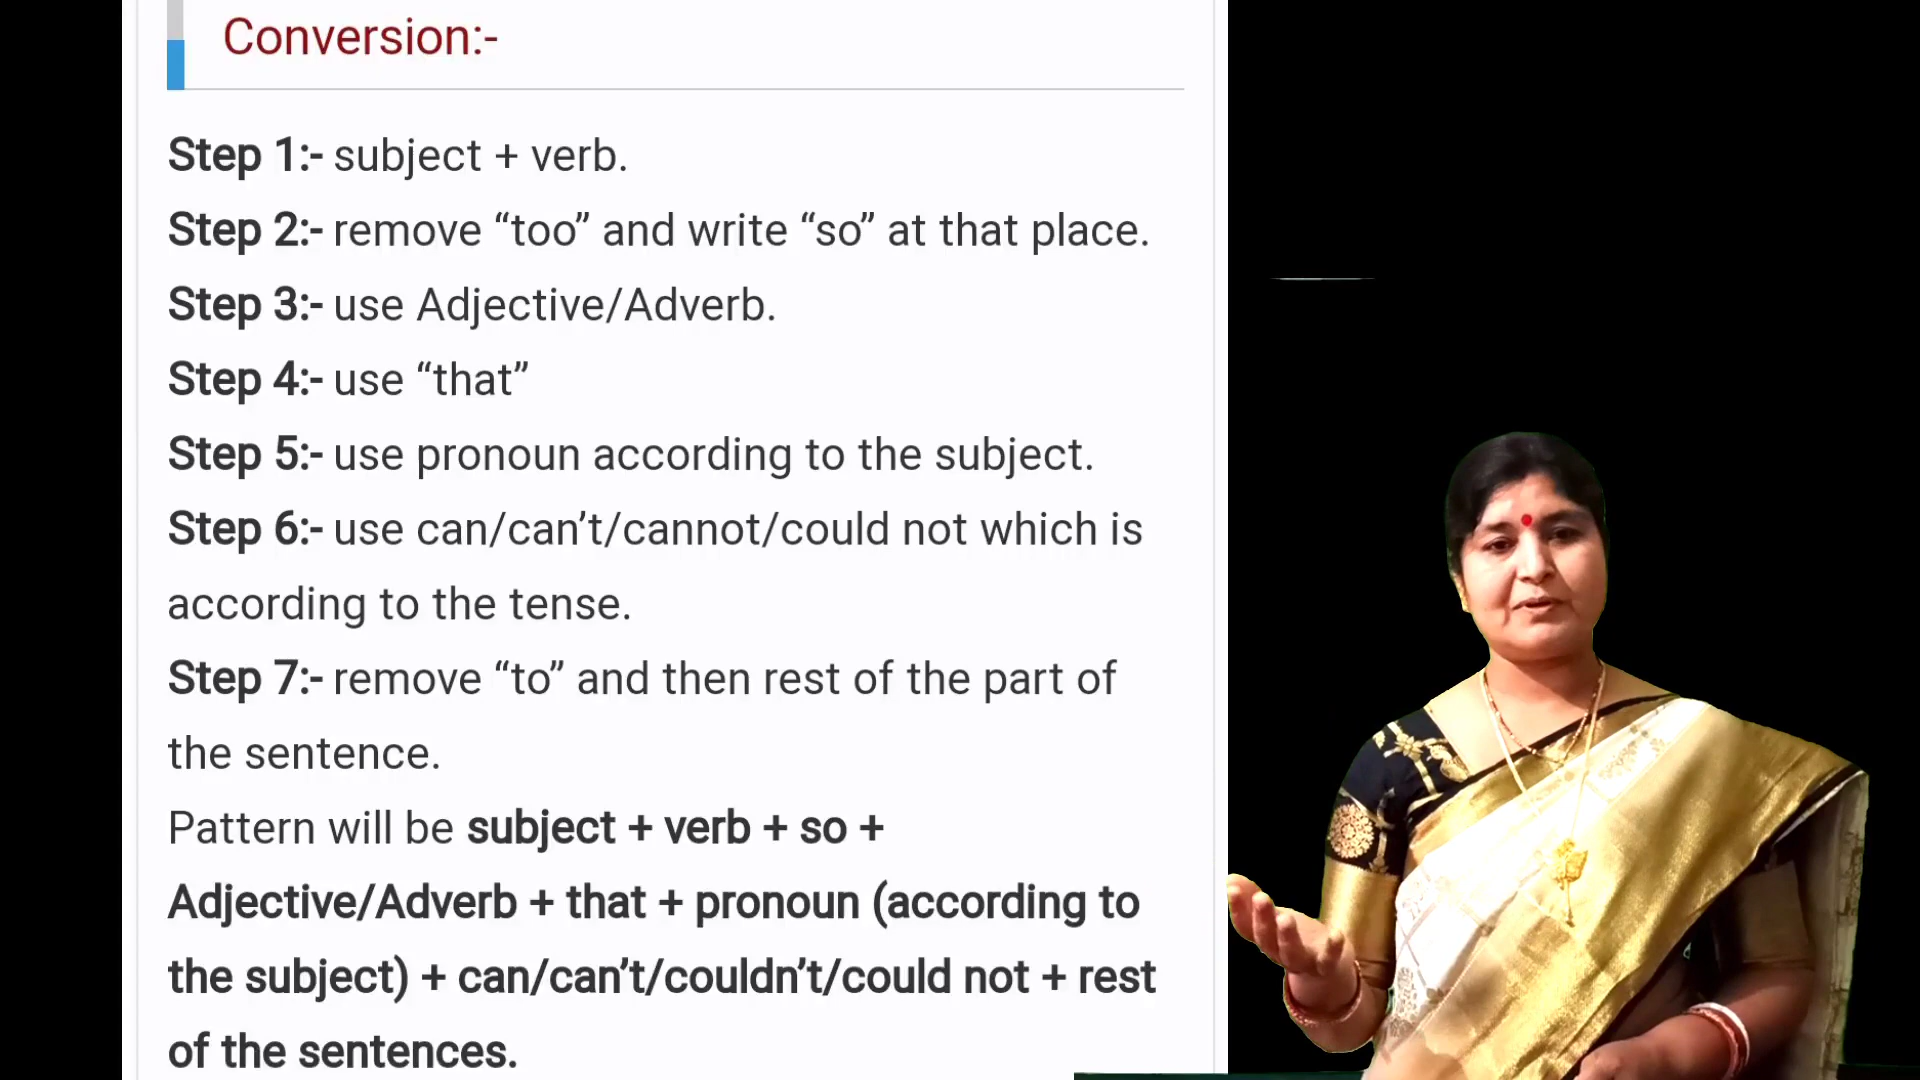 Conversion:-
Step 1:- subject + verb.
Step 2:- remove “too” and write “so” at that place.
Step 3:- use Adjective/Adverb.
Step 4:- use “that”
Step 5:- use pronoun according to the subject.
Step 6:- use can/can’t/cannot/could not which is
according to the tense.
Step 7:- remove “to” and then rest of the part of
the sentence.
Pattern will be subject + verb + so +
Adjective/Adverb + that + pronoun (according to
the subject) + can/can’t/couldn’t/could not + rest
of the sentences.